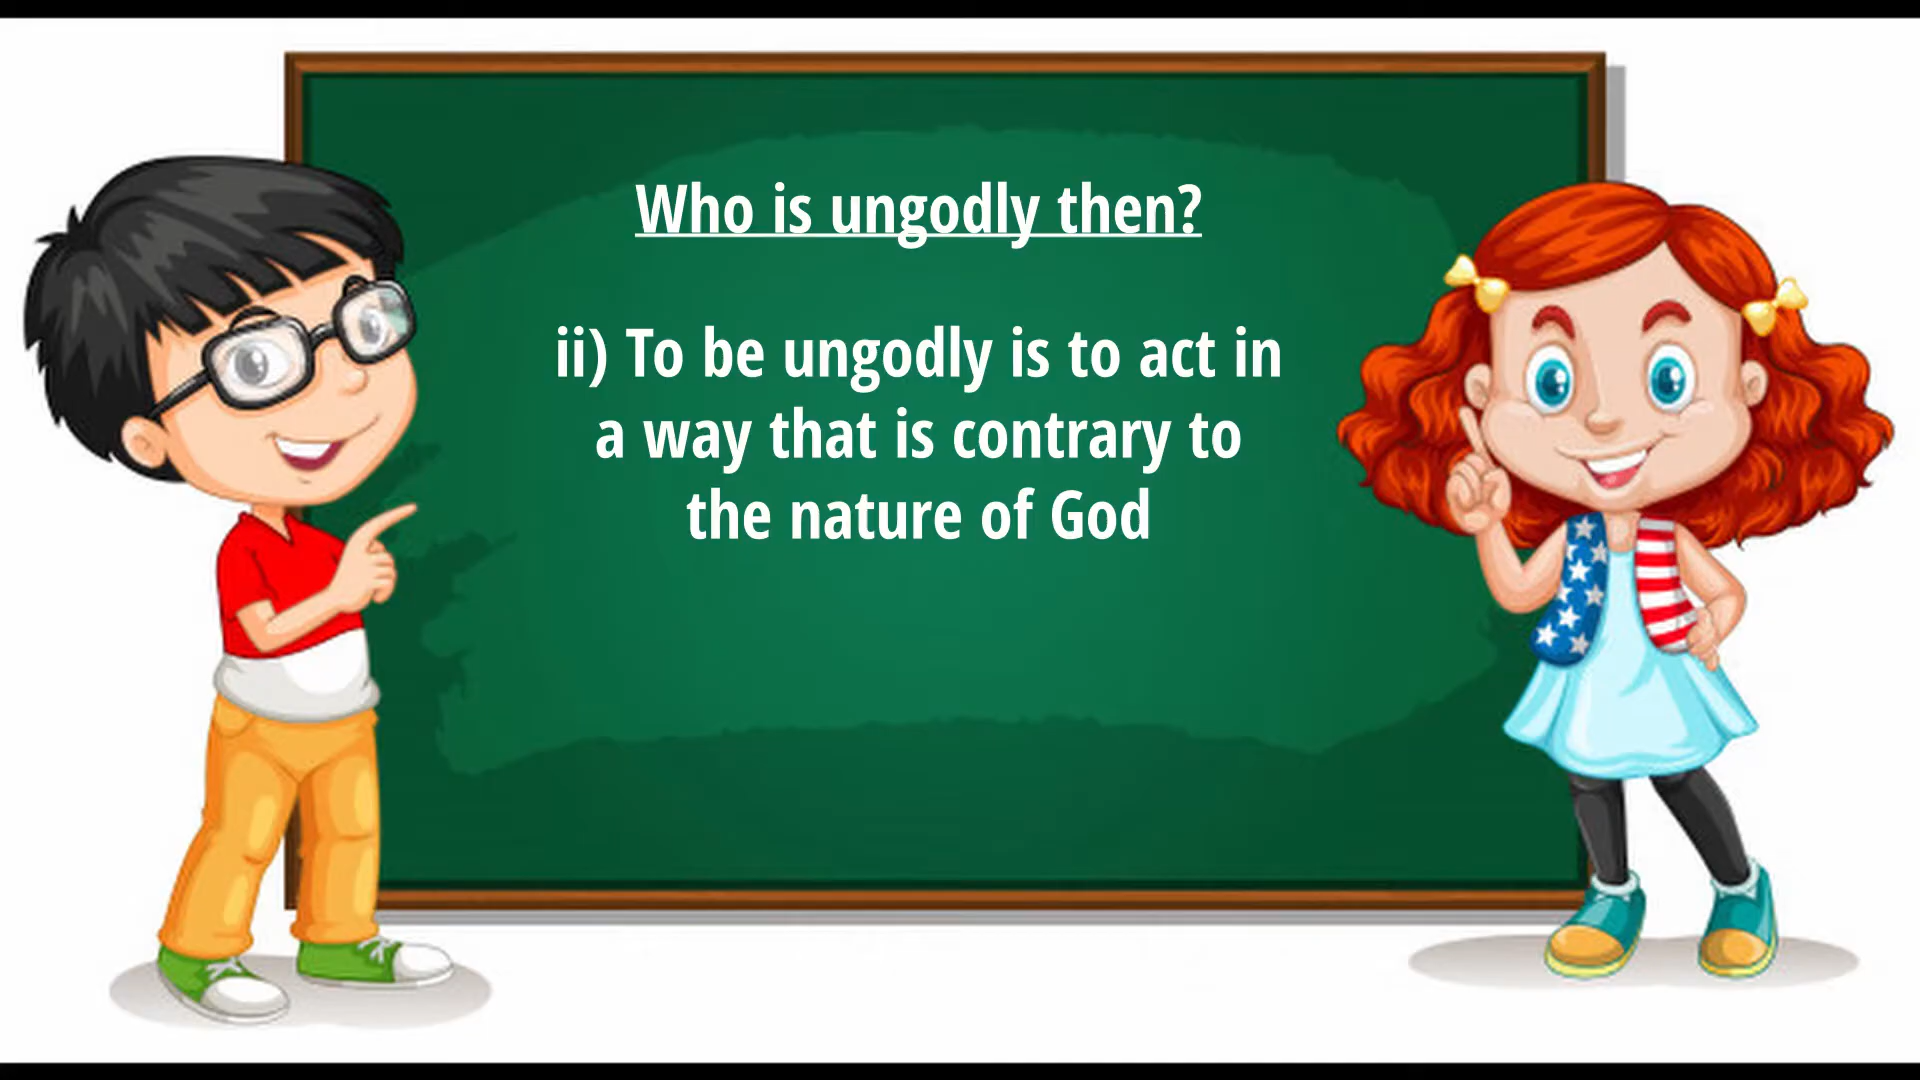 Who is ungodly then?
ii) To be ungodly is to act in
a way that is contrary to
the nature of God